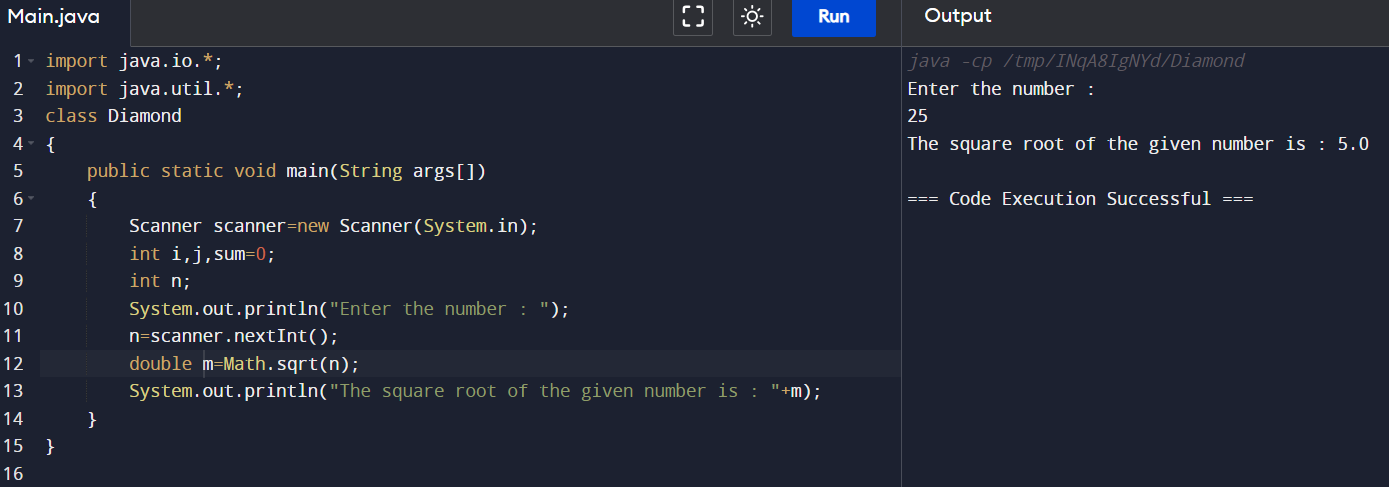 Main.java
Run
Output
1 import java.io.*;
2 import java.util.*;
3 class Diamond
4 {
5     public static void main(String args[])
6     {
7         Scanner scanner=new Scanner(System.in);
8         int i,j,sum=0;
9         int n;
10         System.out.println("Enter the number : ");
11         n=scanner.nextInt();
12         double m=Math.sqrt(n);
13         System.out.println("The square root of the given number is : "+m);
14     }
15 }
16
java -cp /tmp/INqA8IgNYd/Diamond
Enter the number :
25
The square root of the given number is : 5.0
=== Code Execution Successful ===